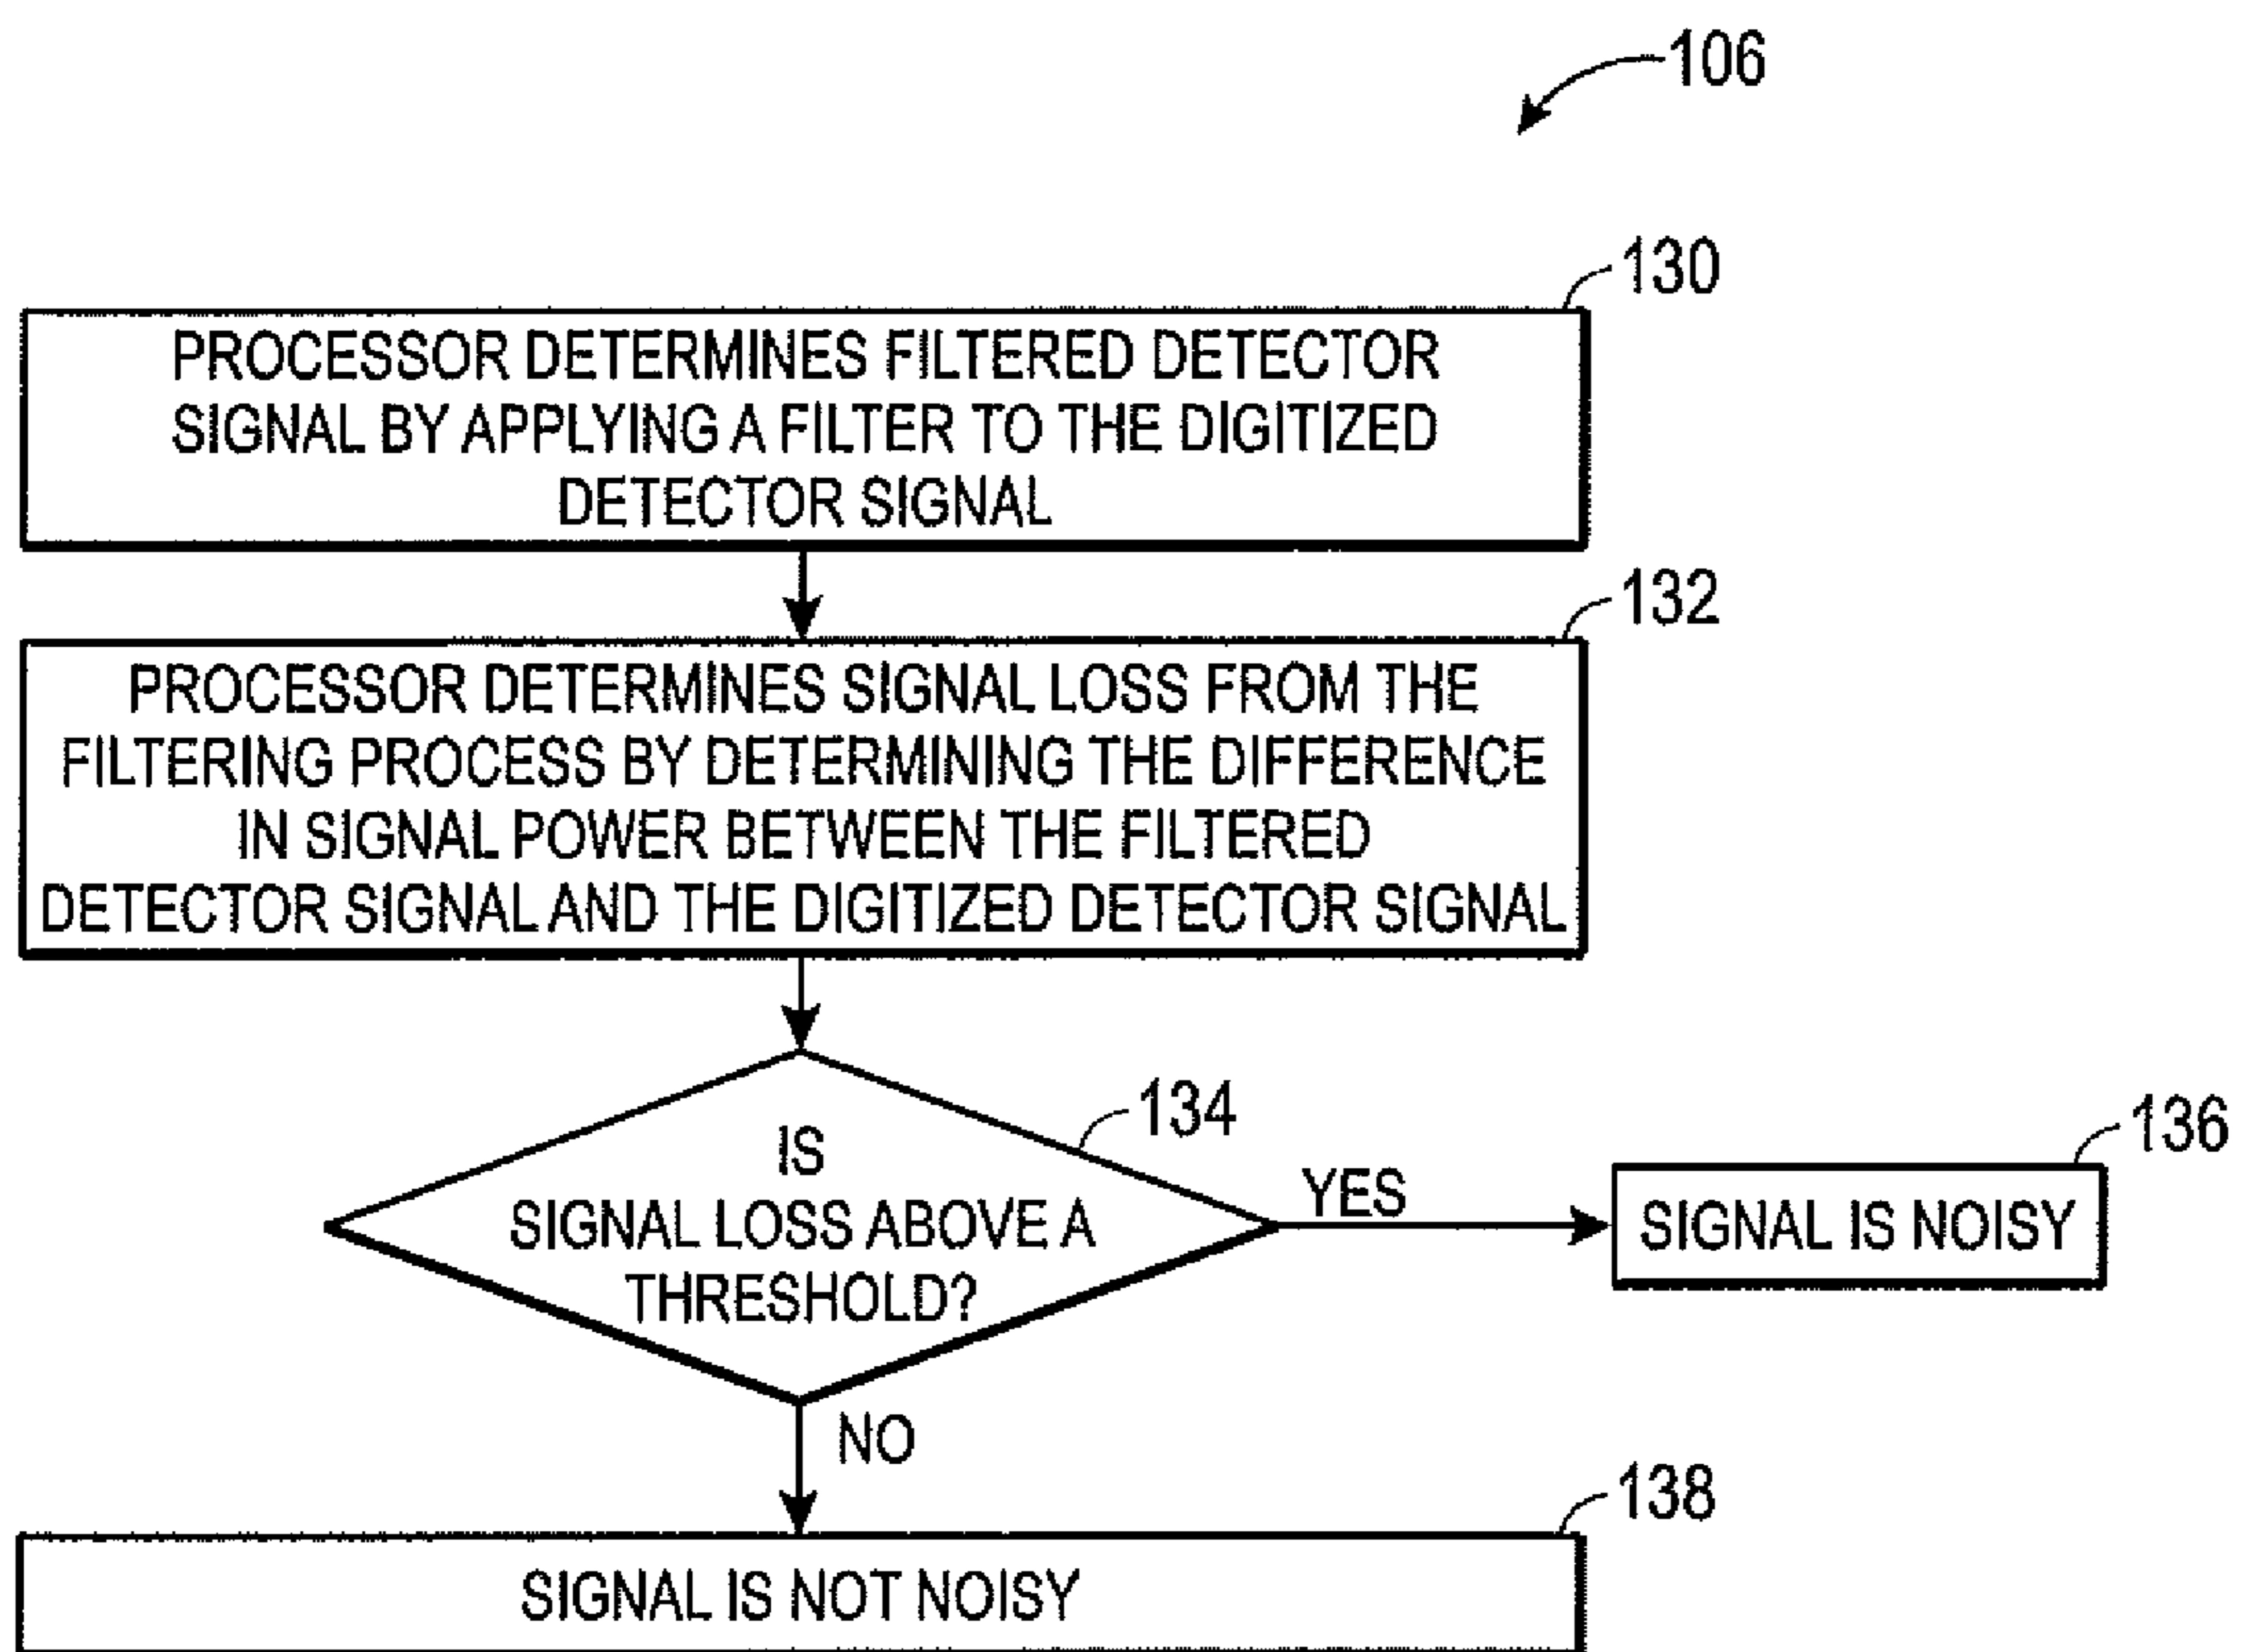 106
130
PROCESSOR DETERMINES FILTERED DETECTOR
SIGNAL BY APPLYING A FILTER TO THE DIGITIZED
DETECTOR SIGNAL
132
PROCESSOR DETERMINES SIGNAL LOSS FROM THE
FILTERING PROCESS BY DETERMINING THE DIFFERENCE
IN SIGNAL POWER BETWEEN THE FILTERED
DETECTOR SIGNAL AND THE DIGITIZED DETECTOR SIGNAL
134
IS
SIGNAL LOSS ABOVE A
THRESHOLD?
YES
136
SIGNAL IS NOISY
NO
138
SIGNAL IS NOT NOISY